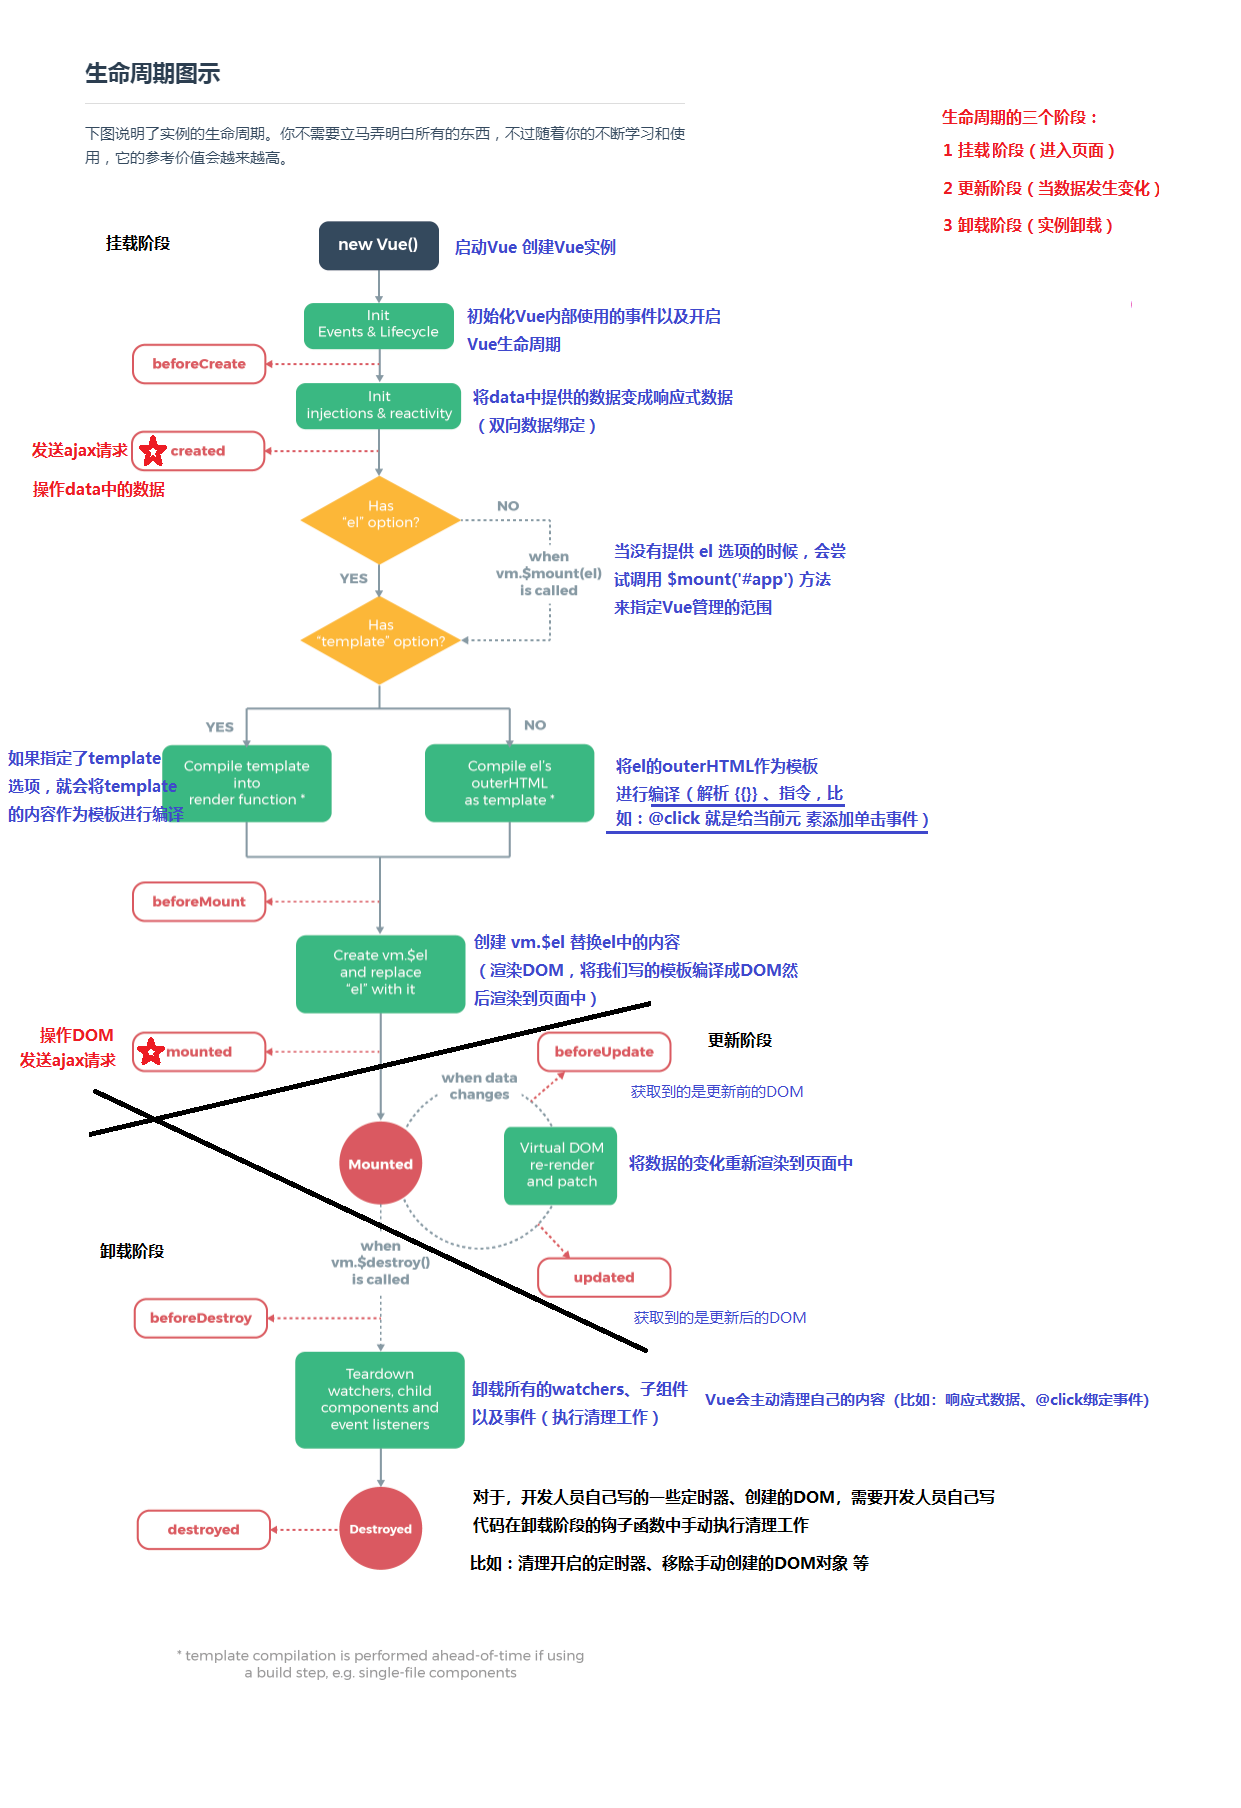 生命周期图示
下图说明了实例的生命周期。你不需要立马弄明白所有的东西，不过随着你的不断学习和使
用，它的参考价值会越来越高。
生命周期的三个阶段：
1 挂载阶段（进入页面）
2 更新阶段（当数据发生变化）
3 卸载阶段（实例卸载）
挂载阶段
new Vue()
启动Vue 创建Vue实例
Init
Events & Lifecycle
初始化Vue内部使用的事件以及开启
Vue生命周期
beforeCreate
Init
injections & reactivity
将data中提供的数据变成响应式数据
（双向数据绑定）
发送ajax请求
created
操作data中的数据
Has
“el” option?
NO
when
vm.$mount(el)
is called
当没有提供 el 选项的时候，会尝
试调用 $mount('#app') 方法
来指定Vue管理的范围
YES
Has
“template” option?
YES
NO
如果指定了template
选项，就会将template
的内容作为模板进行编译
Compile template
into
render function *
Compile el’s
outerHTML
as template *
将el的outerHTML作为模板
进行编译（解析 {{}} 、指令，比
如：@click 就是给当前元 素添加单击事件）
beforeMount
Create vm.$el
and replace
“el” with it
创建 vm.$el 替换el中的内容
（渲染DOM，将我们写的模板编译成DOM然
后渲染到页面中）
操作DOM
发送ajax请求
mounted
beforeUpdate
更新阶段
获取到的是更新前的DOM
when data
changes
Mounted
Virtual DOM
re-render
and patch
将数据的变化重新渲染到页面中
卸载阶段
when
vm.$destroy()
is called
updated
获取到的是更新后的DOM
beforeDestroy
Teardown
watchers, child
components and
event listeners
卸载所有的watchers、子组件
以及事件（执行清理工作）
Vue会主动清理自己的内容（比如：响应式数据、@click绑定事件）
destroyed
Destroyed
对于，开发人员自己写的一些定时器、创建的DOM，需要开发人员自己写
代码在卸载阶段的钩子函数中手动执行清理工作
比如：清理开启的定时器、移除手动创建的DOM对象 等
* template compilation is performed ahead-of-time if using
a build step, e.g. single-file components